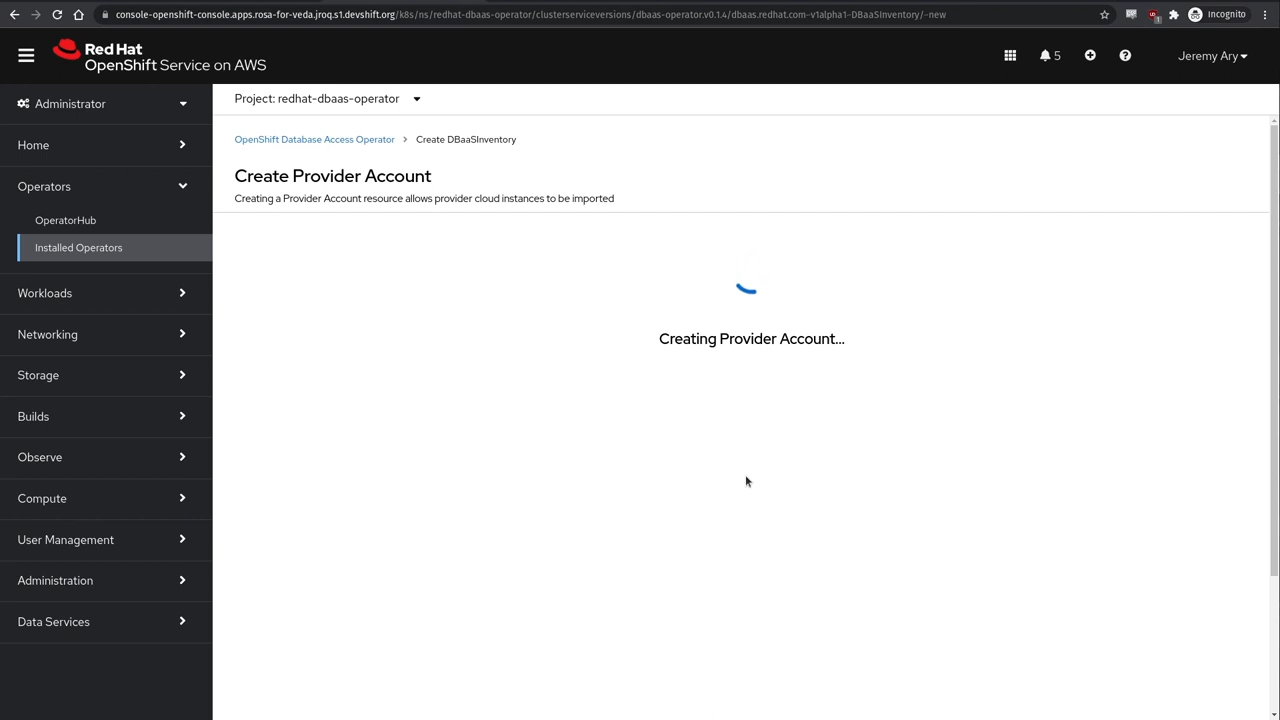 console-openshift-console.apps.rosa-for-veda.jroq.s1.devshift.org/k8s/ns/redhat-dbaas-operator/clusterserviceversions/dbaas-operator.v0.1.4/dbaas.redhat.com~v1alpha1~DBaaSInventory/~new
Incognito
Red Hat
OpenShift Service on AWS
5
Jeremy Ary
Administrator
Home
Operators
OperatorHub
Installed Operators
Workloads
Networking
Storage
Builds
Observe
Compute
User Management
Administration
Data Services
Project: redhat-dbaas-operator
OpenShift Database Access Operator > Create DBaaSInventory
Create Provider Account
Creating a Provider Account resource allows provider cloud instances to be imported
Creating Provider Account...